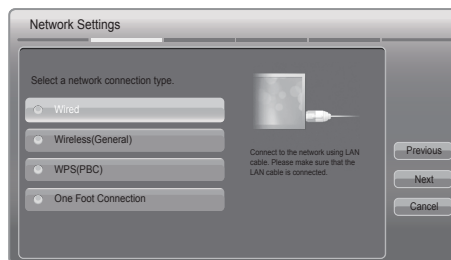 Network Settings
Select a network connection type.
Wired
Wireless(General)
WPS(PBC)
One Foot Connection
Connect to the network using LAN
cable. Please make sure that the
LAN cable is connected.
Previous
Next
Cancel